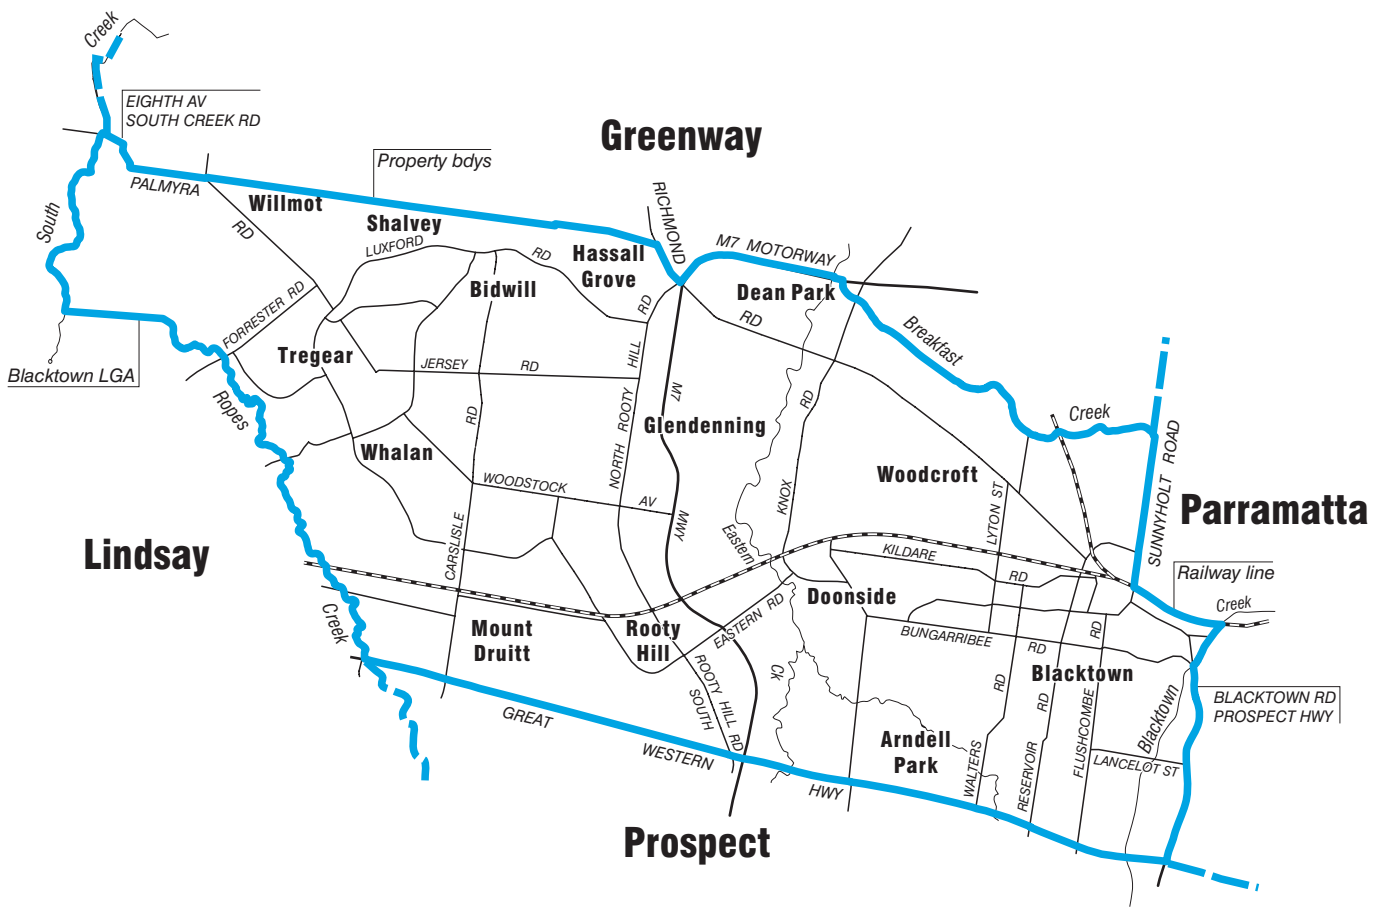 Creek
EIGHTH AV
SOUTH CREEK RD
Greenway
Property bdys
PALMYRA
RD
Willmot
Shalvey
RICHMOND
RD
South
LUXFORD
RD
Hassall
Grove
M7 MOTORWAY
Bidwill
Dean Park
FORRESTER RD
NORTH ROOTY HILL RD
Breakfast
Creek
Tregear
JERSEY RD
M7
MWY
Blacktown LGA
Ropes
Creek
CARLISLE
RD
Glendenning
KNOX
RD
Whalan
Woodcroft
SUNNYHOLT ROAD
WOODSTOCK
AV
LYTON ST
Parramatta
Lindsay
Eastern
Ck
KILDARE
RD
Railway line
Doonside
Creek
EASTERN RD
Mount
Druitt
Rooty
Hill
BUNGARRIBEE
RD
RD
Blacktown
ROOTY HILL RD
SOUTH
WALTERS
RD
RESERVOIR
RD
FLUSHCOMBE
Blacktown
BLACKTOWN RD
PROSPECT HWY
GREAT
WESTERN
HWY
Arndell
Park
LANCELOT ST
Prospect